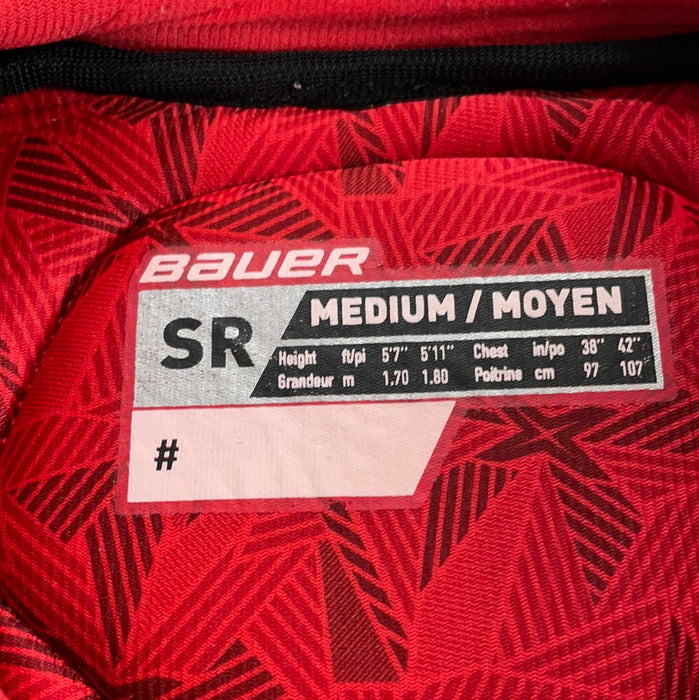 BAUER
SR
MEDIUM / MOYEN
Height ft/pi 5'7" 5'11" Chest in/po 38" 42"
Grandeur m 1.70 1.80 Poitrine cm 97 107
#